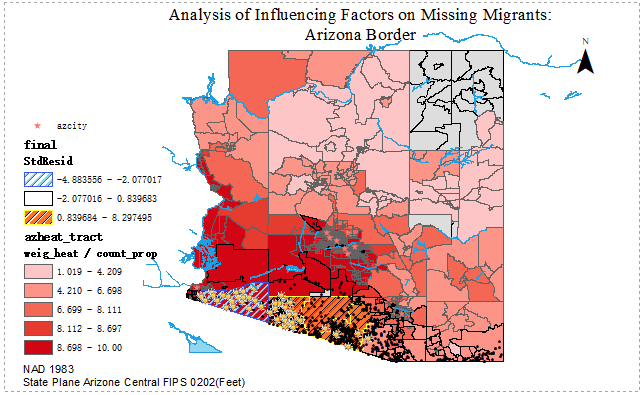 Analysis of Influencing Factors on Missing Migrants:
Arizona Border
N
azcity
final
StdResid
-4.883556 - -2.077017
-2.077016 - 0.839683
0.839684 - 8.297495
azheat_tract
weig_heat / count_prop
1.019 - 4.209
4.210 - 6.698
6.699 - 8.111
8.112 - 8.697
8.698 - 10.00
NAD 1983
State Plane Arizone Central FIPS 0202(Feet)